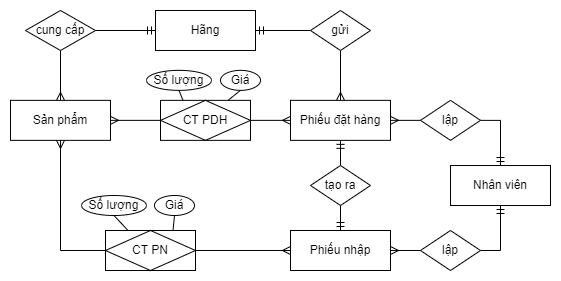 cung cấp
Hãng
gửi
Số lượng
Giá
Sản phẩm
CT PDH
Phiếu đặt hàng
lập
tạo ra
Nhân viên
Số lượng
Giá
CT PN
Phiếu nhập
lập